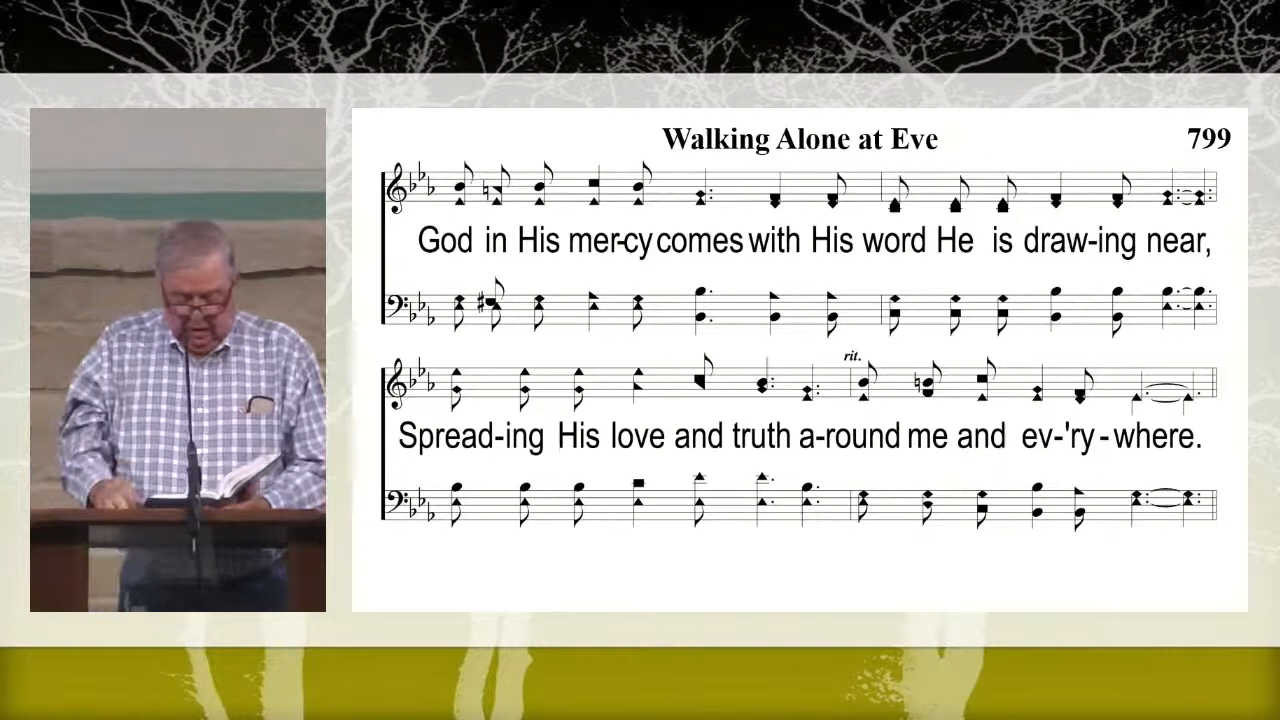 Walking Alone at Eve 799
God in His mer-cy comes with His word He is draw-ing near,
rit.
Spread-ing His love and truth a-round me and ev-'ry-where.